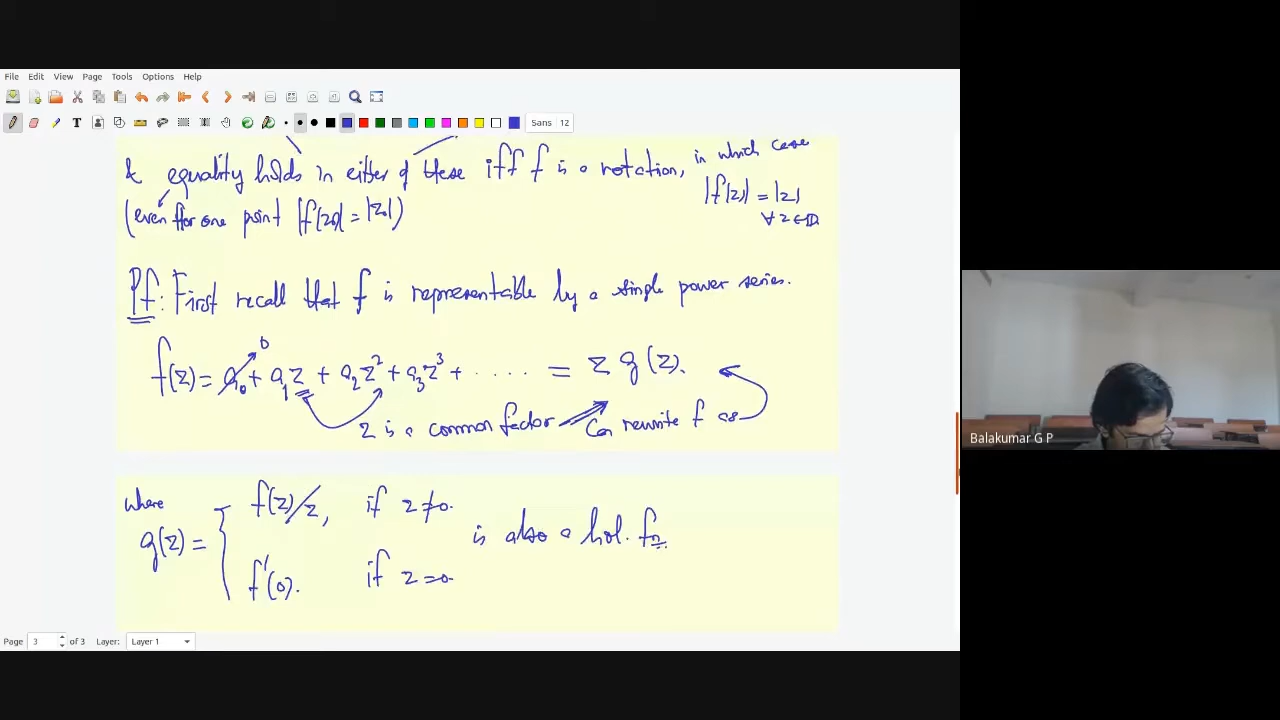 File Edit View Page Tools Options Help
Sans 12
& equality holds in either of these iff f is a rotation, in which case
|f(z)| = |z|
∀ z ∈ D
(even for one point |f(z₀)| = |z₀|)
Pf: First recall that f is representable by a single power series.
0
f(z) = a₀ + a₁z + a₂z² + a₃z³ + ..... = z g(z).
z is a common factor ⇒ Can rewrite f as
where
g(z) = { f(z)/z, if z ≠ 0.
f'(0). if z = 0
is also a hol. fn.
Balakumar G P
Page 3 of 3 Layer: Layer 1